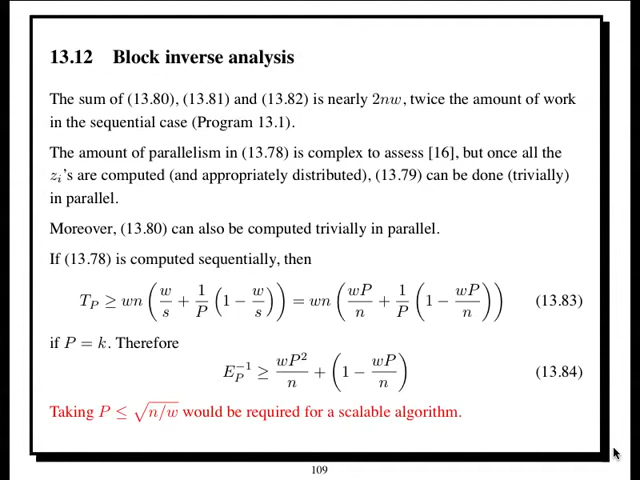 13.12 Block inverse analysis
The sum of (13.80), (13.81) and (13.82) is nearly 2nw, twice the amount of work
in the sequential case (Program 13.1).
The amount of parallelism in (13.78) is complex to assess [16], but once all the
z_i's are computed (and appropriately distributed), (13.79) can be done (trivially)
in parallel.
Moreover, (13.80) can also be computed trivially in parallel.
If (13.78) is computed sequentially, then
T_P ≥ wn (w/s + 1/P (1 − w/s)) = wn (wP/n + 1/P (1 − wP/n)) (13.83)
if P = k. Therefore
E_P^{-1} ≥ wP^2/n + (1 − wP/n) (13.84)
Taking P ≤ √(n/w) would be required for a scalable algorithm.
109